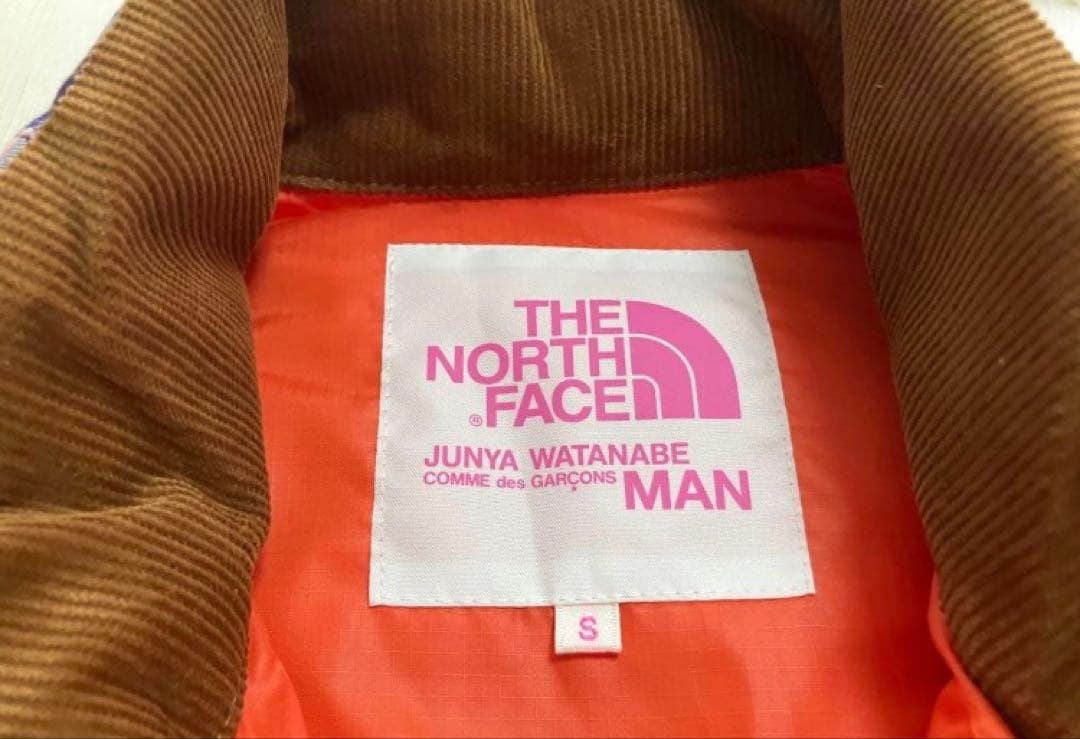 THE
NORTH
® FACE
JUNYA WATANABE
COMME des GARÇONS MAN
S